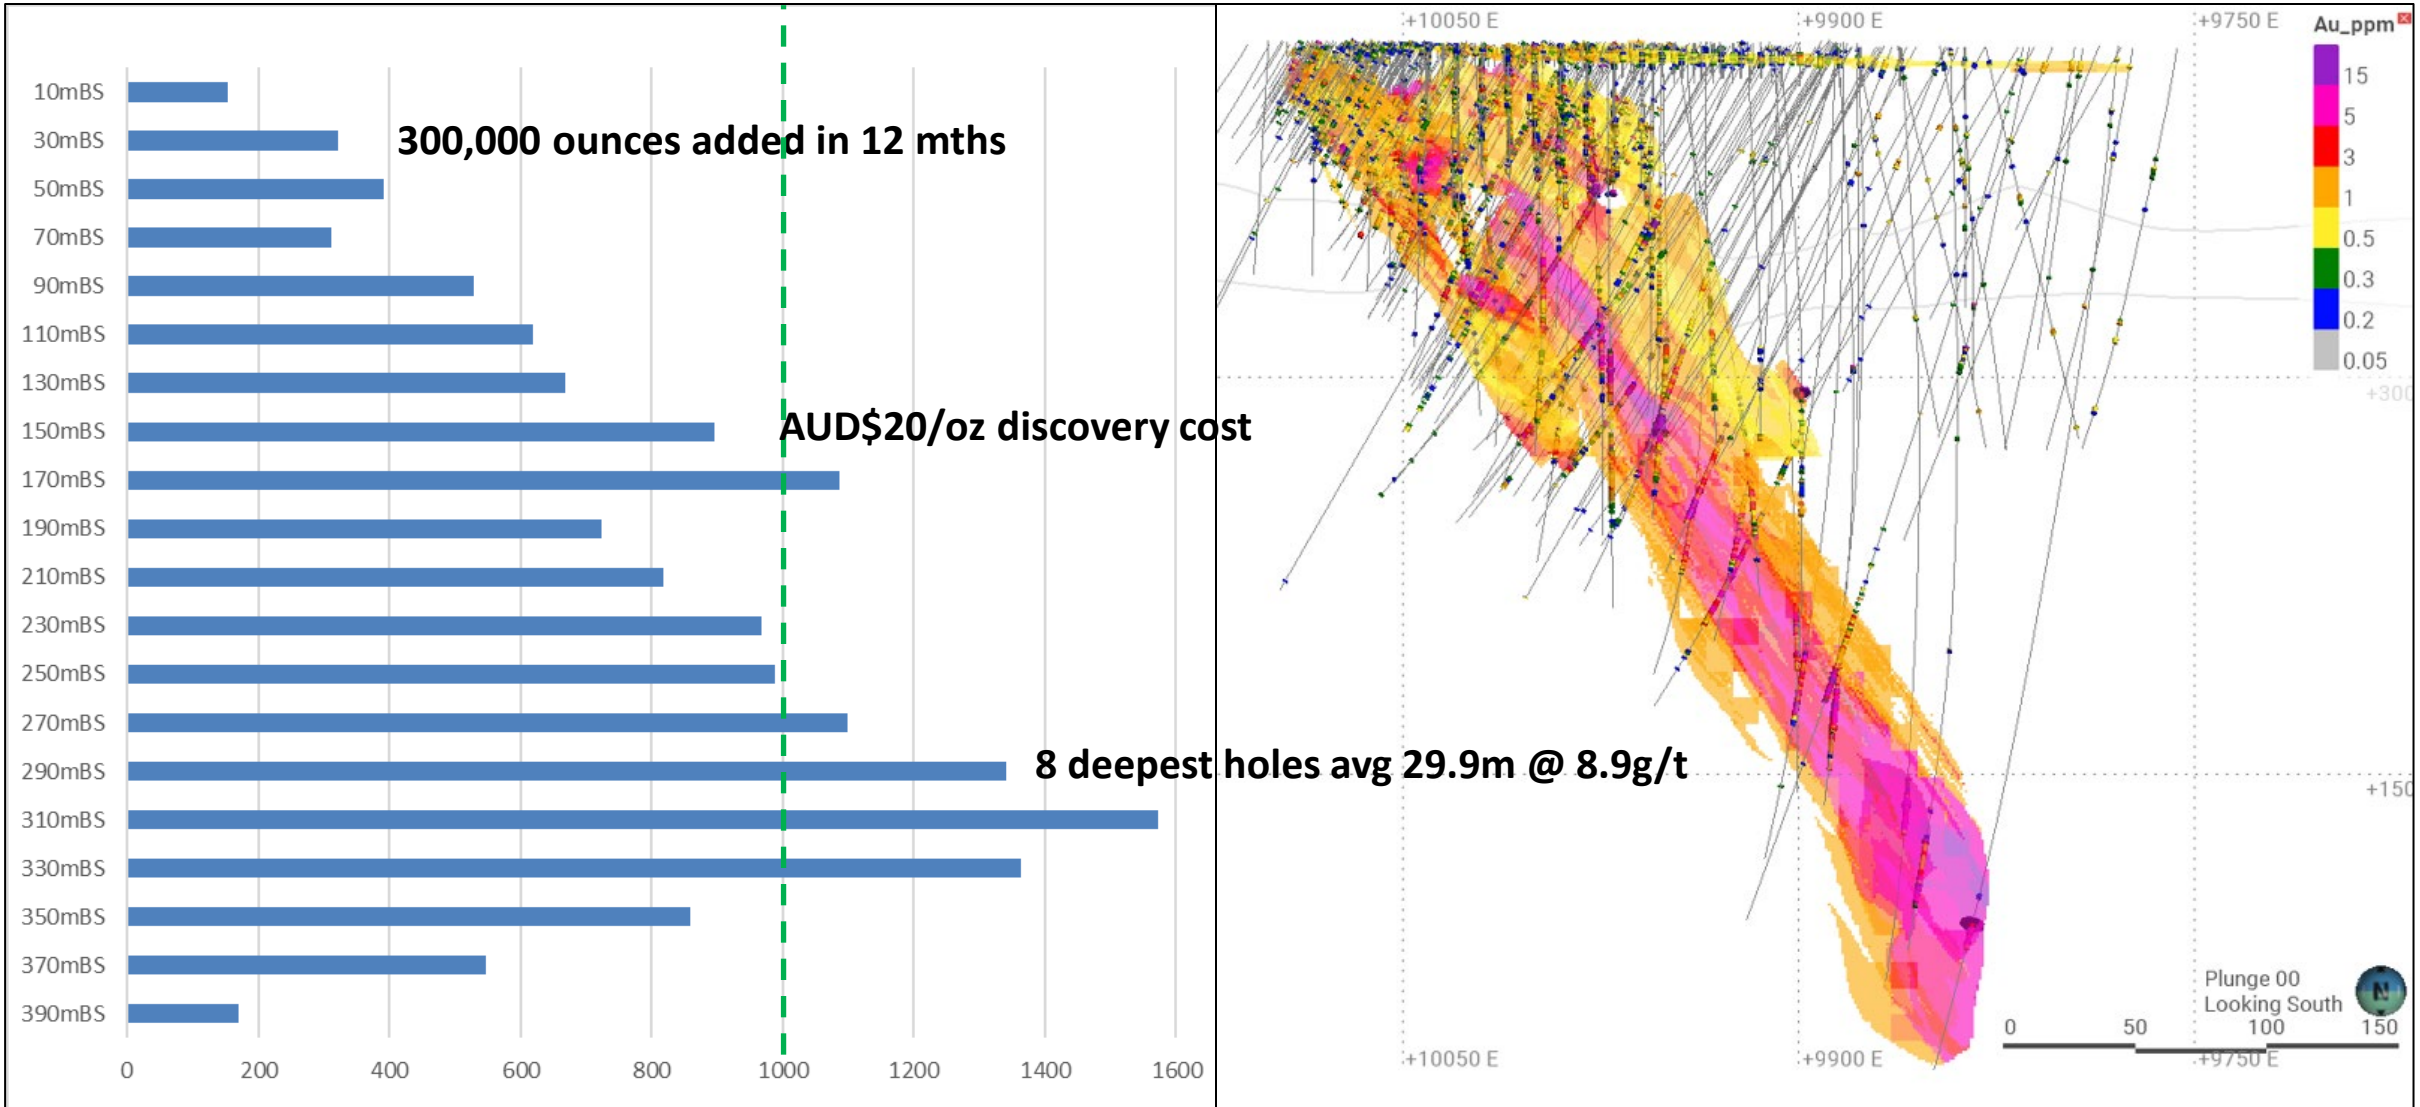 10mBS
30mBS
50mBS
70mBS
90mBS
110mBS
130mBS
150mBS
170mBS
190mBS
210mBS
230mBS
250mBS
270mBS
290mBS
310mBS
330mBS
350mBS
370mBS
390mBS
0 200 400 600 800 1000 1200 1400 1600
300,000 ounces added in 12 mths
AUD$20/oz discovery cost
8 deepest holes avg 29.9m @ 8.9g/t
+10050 E +9900 E +9750 E
Au_ppm
15
5
3
1
0.5
0.3
0.2
0.05
+300
+150
Plunge 00
Looking South
N
0 50 100 150
+10050 E +9900 E +9750 E